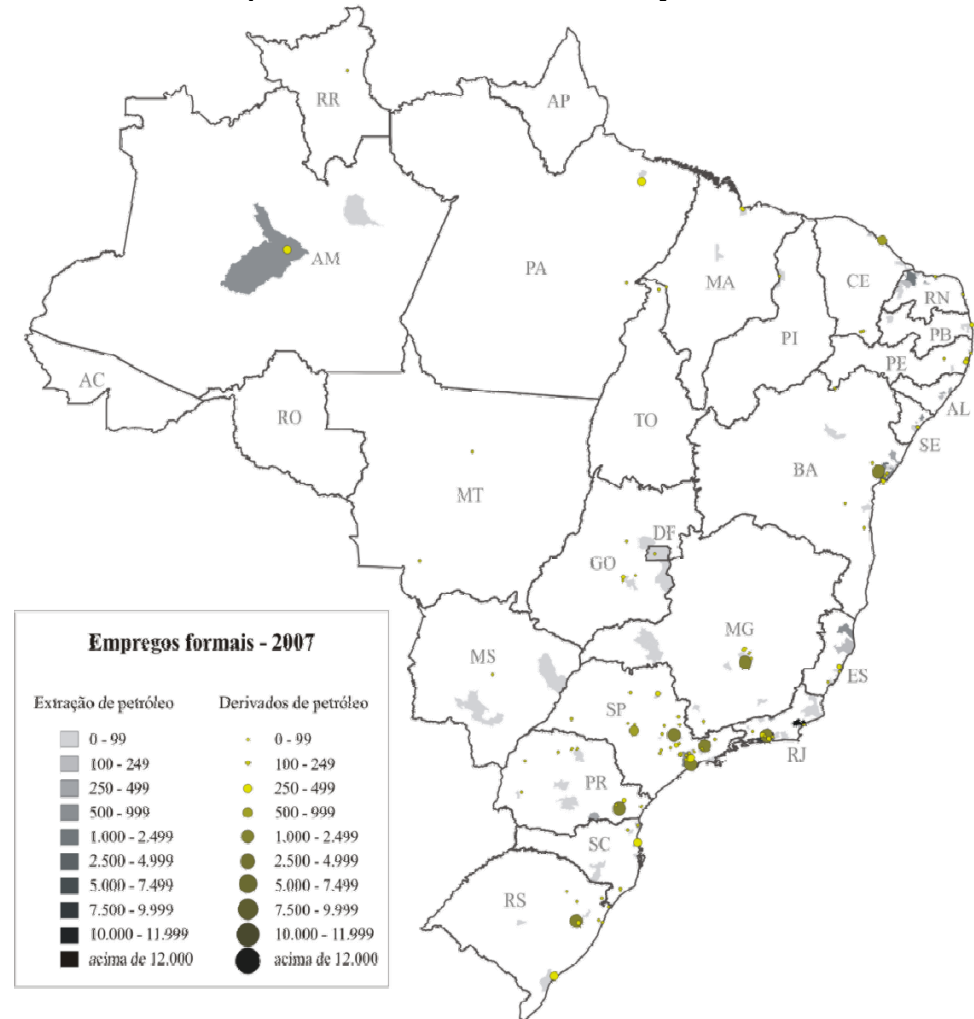 RR
AP
AM
PA
MA
CE
RN
PB
PI
PE
AC
AL
TO
RO
SE
BA
MT
DF
GO
MG
MS
ES
SP
RJ
PR
SC
RS
Empregos formais - 2007
Extração de petróleo Derivados de petróleo
0 - 99 0 - 99
100 - 249 100 - 249
250 - 499 250 - 499
500 - 999 500 - 999
1.000 - 2.499 1.000 - 2.499
2.500 - 4.999 2.500 - 4.999
5.000 - 7.499 5.000 - 7.499
7.500 - 9.999 7.500 - 9.999
10.000 - 11.999 10.000 - 11.999
acima de 12.000 acima de 12.000